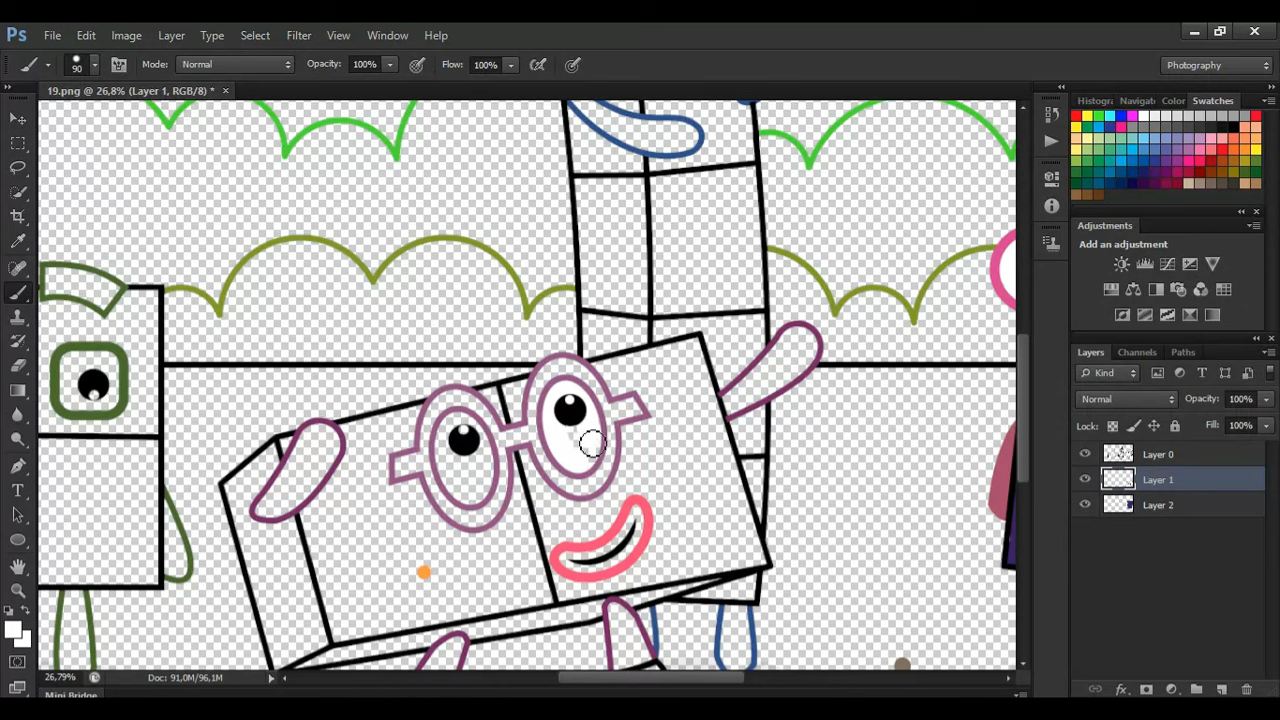 Ps File Edit Image Layer Type Select Filter View Window Help
90 Mode: Normal Opacity: 100% Flow: 100% Photography
19.png @ 26,8% (Layer 1, RGB/8) * ×
Histogra Navigat Color Swatches
Adjustments
Add an adjustment
Layers Channels Paths
Kind
Normal Opacity: 100%
Lock: Fill: 100%
Layer 0
Layer 1
Layer 2
26,79% Doc: 91,0M/96,1M
Mini Bridge